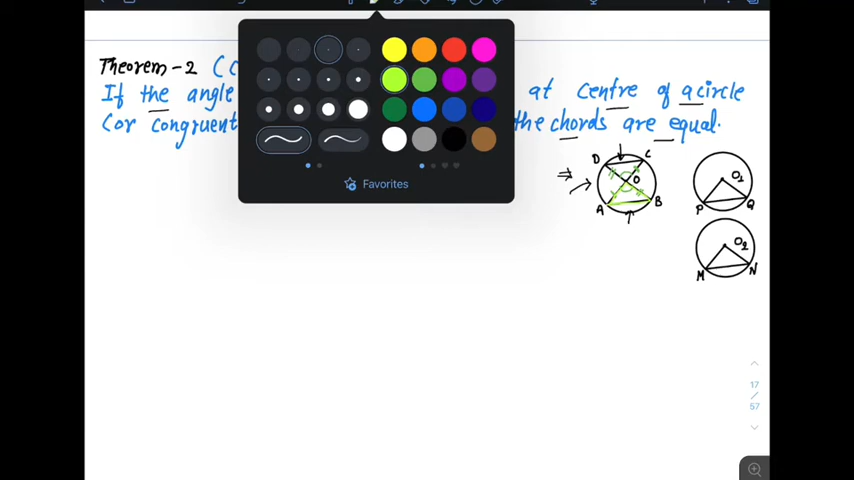 Theorem-2 (c
If the angle at centre of a circle
(or congruent the chords are equal.
D C
⇒ O O1
A B P Q
O2
M N
Favorites
17
/
57